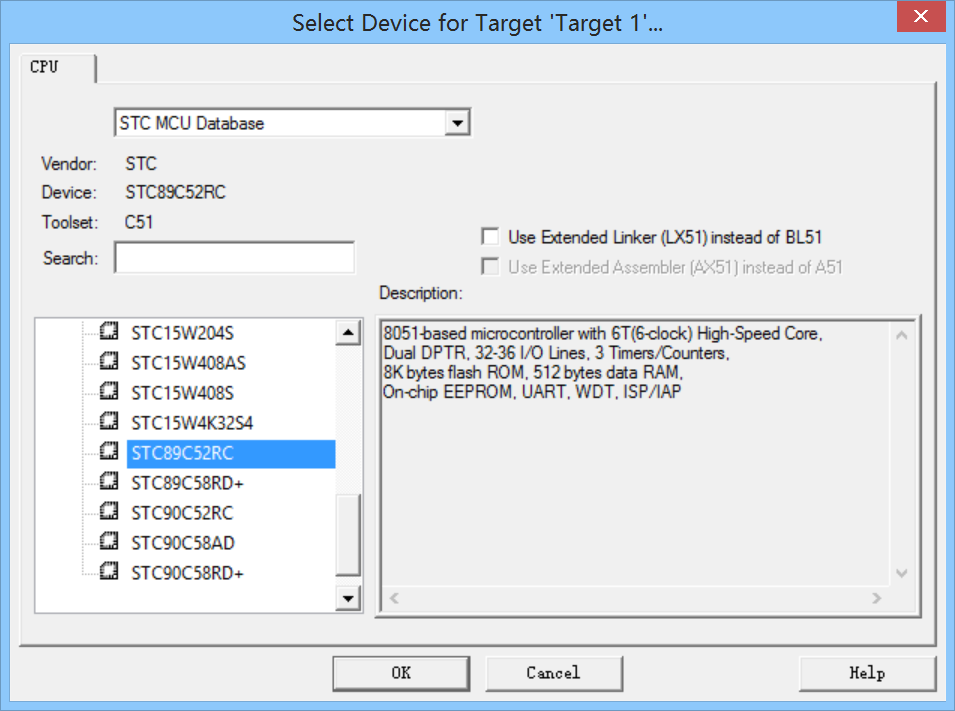 Select Device for Target 'Target 1'...
CPU
STC MCU Database
Vendor: STC
Device: STC89C52RC
Toolset: C51
Search:
Use Extended Linker (LX51) instead of BL51
Use Extended Assembler (AX51) instead of A51
Description:
STC15W204S
STC15W408AS
STC15W408S
STC15W4K32S4
STC89C52RC
STC89C58RD+
STC90C52RC
STC90C58AD
STC90C58RD+
8051-based microcontroller with 6T(6-clock) High-Speed Core,
Dual DPTR, 32-36 I/O Lines, 3 Timers/Counters,
8K bytes flash ROM, 512 bytes data RAM,
On-chip EEPROM, UART, WDT, ISP/IAP
OK
Cancel
Help